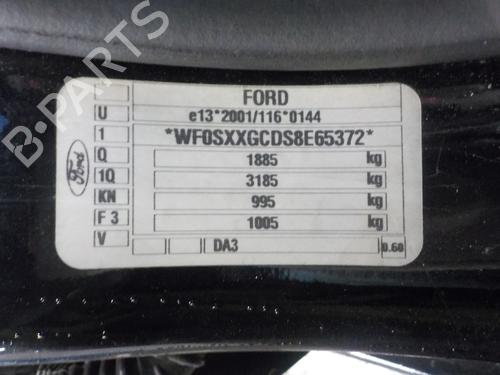 FORD
U e13*2001/116*0144
1 *WF0SXXGCDS8E65372*
Q 1885 kg
1Q 3185 kg
KN 995 kg
F 3 1005 kg
V DA3 0.60
Ford
B-PARTS